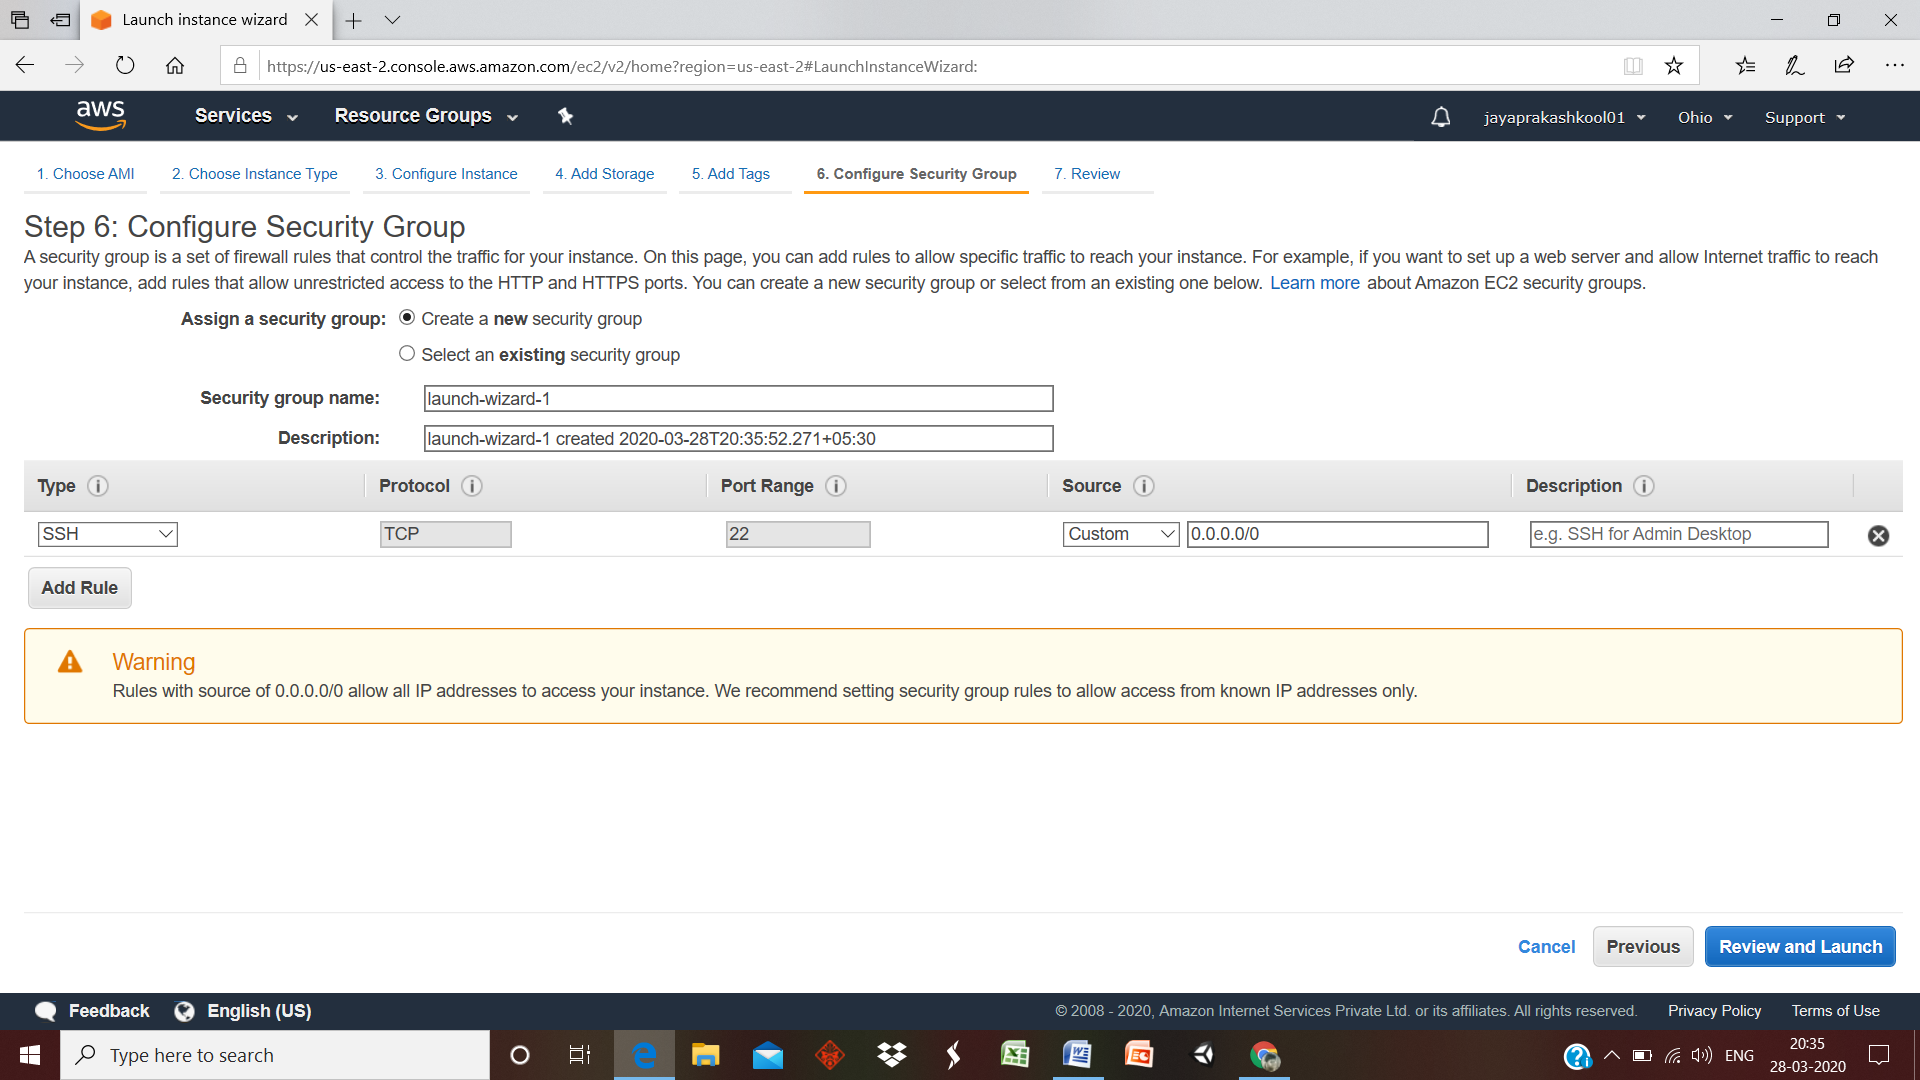 Launch instance wizard
https://us-east-2.console.aws.amazon.com/ec2/v2/home?region=us-east-2#LaunchInstanceWizard:
aws Services Resource Groups jayaprakashkool01 Ohio Support
1. Choose AMI 2. Choose Instance Type 3. Configure Instance 4. Add Storage 5. Add Tags 6. Configure Security Group 7. Review
Step 6: Configure Security Group
A security group is a set of firewall rules that control the traffic for your instance. On this page, you can add rules to allow specific traffic to reach your instance. For example, if you want to set up a web server and allow Internet traffic to reach
your instance, add rules that allow unrestricted access to the HTTP and HTTPS ports. You can create a new security group or select from an existing one below. Learn more about Amazon EC2 security groups.
Assign a security group: Create a new security group
Select an existing security group
Security group name: launch-wizard-1
Description: launch-wizard-1 created 2020-03-28T20:35:52.271+05:30
Type i Protocol i Port Range i Source i Description i
SSH TCP 22 Custom 0.0.0.0/0 e.g. SSH for Admin Desktop
Add Rule
Warning
Rules with source of 0.0.0.0/0 allow all IP addresses to access your instance. We recommend setting security group rules to allow access from known IP addresses only.
Cancel Previous Review and Launch
Feedback English (US) © 2008 - 2020, Amazon Internet Services Private Ltd. or its affiliates. All rights reserved. Privacy Policy Terms of Use
Type here to search ENG 20:35
28-03-2020